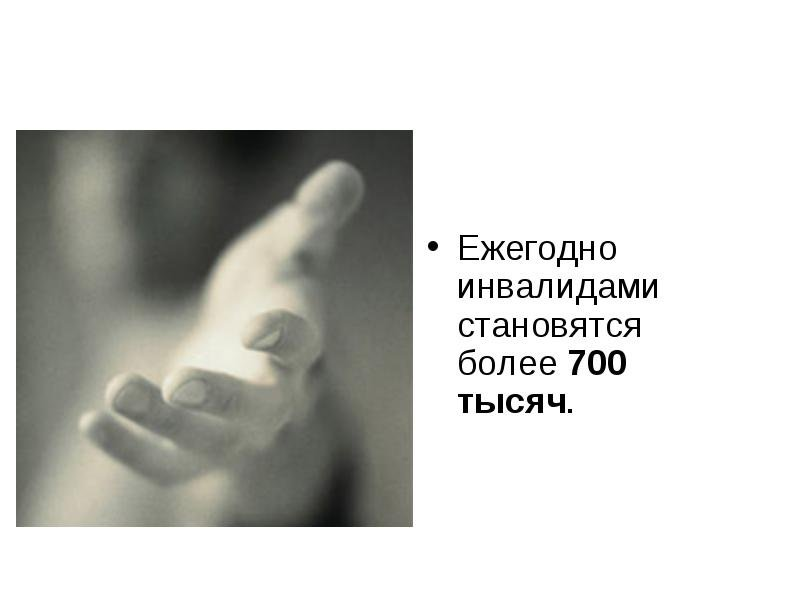 • Ежегодно
инвалидами
становятся
более 700
тысяч.